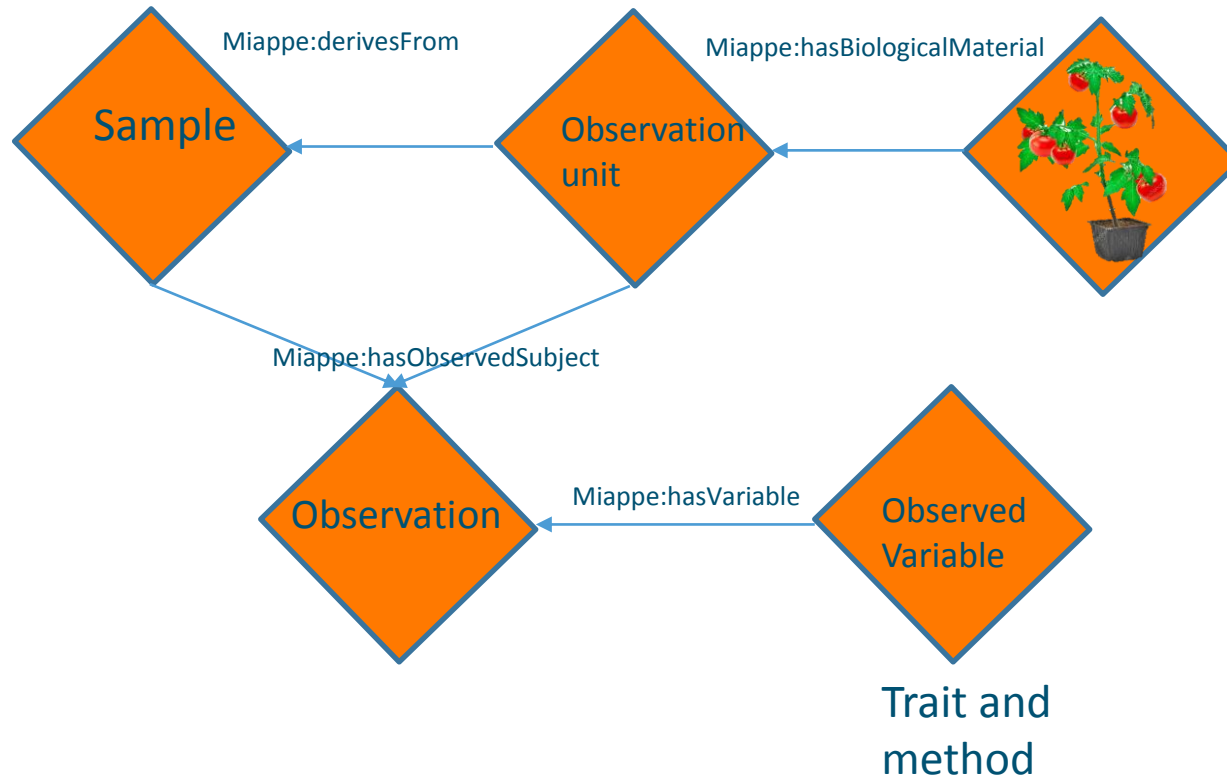 Miappe:derivesFrom
Miappe:hasBiologicalMaterial
Sample
Observation
unit
Miappe:hasObservedSubject
Miappe:hasVariable
Observation
Observed
Variable
Trait and
method